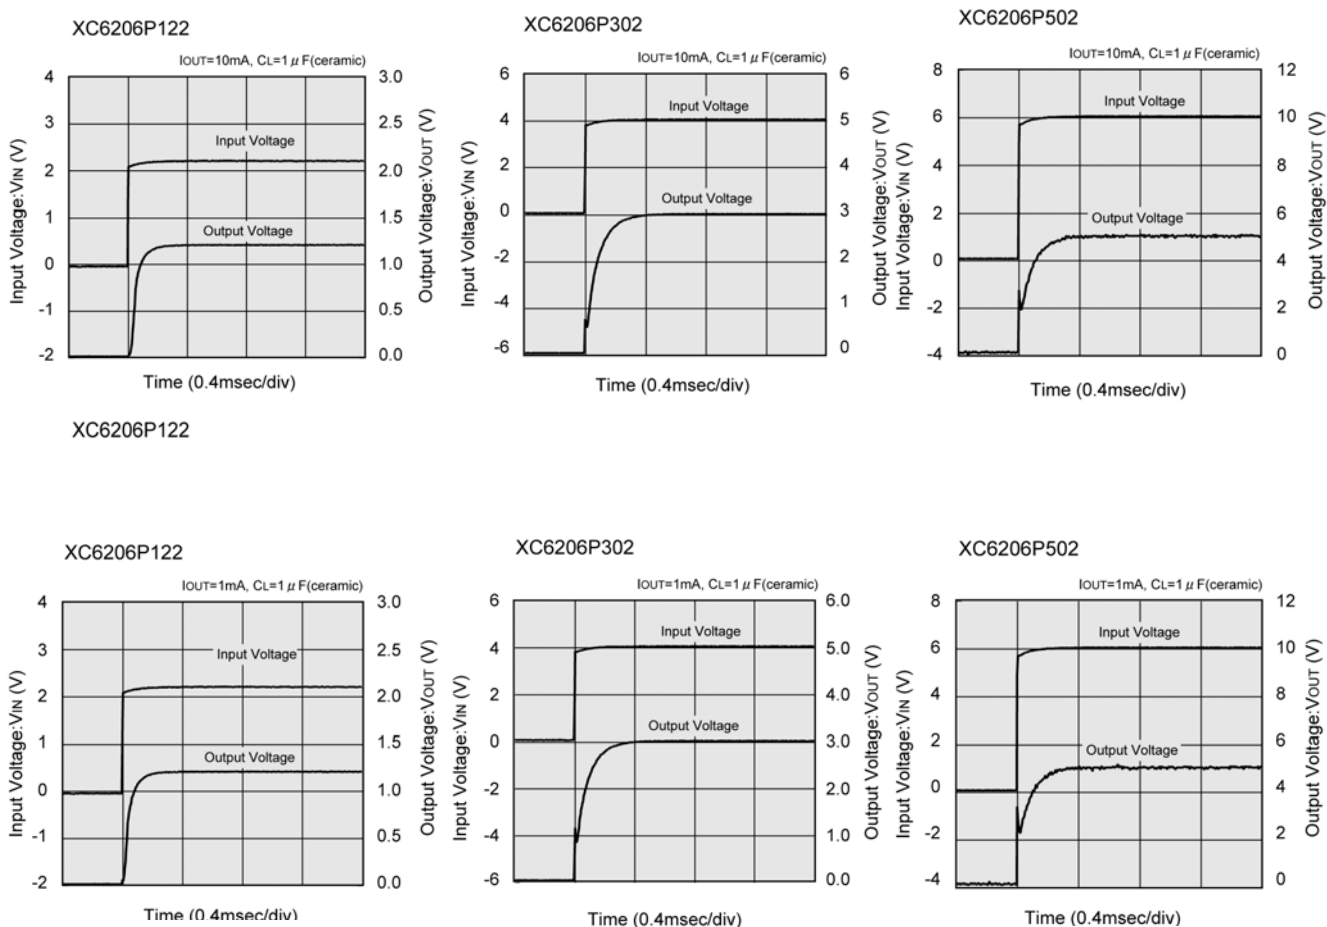 XC6206P122
IOUT=10mA, CL=1 μ F(ceramic)
4
3
2
1
0
-1
-2
Input Voltage:VIN (V)
Input Voltage
Output Voltage
3.0
2.5
2.0
1.5
1.0
0.5
0.0
Output Voltage:VOUT (V)
Time (0.4msec/div)
XC6206P302
IOUT=10mA, CL=1 μ F(ceramic)
6
4
2
0
-2
-4
-6
Input Voltage:VIN (V)
Input Voltage
Output Voltage
6
5
4
3
2
1
0
Output Voltage:VOUT (V)
Time (0.4msec/div)
XC6206P502
IOUT=10mA, CL=1 μ F(ceramic)
8
6
4
2
0
-2
-4
Input Voltage:VIN (V)
Input Voltage
Output Voltage
12
10
8
6
4
2
0
Output Voltage:VOUT (V)
Time (0.4msec/div)
XC6206P122
XC6206P122
IOUT=1mA, CL=1 μ F(ceramic)
4
3
2
1
0
-1
-2
Input Voltage:VIN (V)
Input Voltage
Output Voltage
3.0
2.5
2.0
1.5
1.0
0.5
0.0
Output Voltage:VOUT (V)
Time (0.4msec/div)
XC6206P302
IOUT=1mA, CL=1 μ F(ceramic)
6
4
2
0
-2
-4
-6
Input Voltage:VIN (V)
Input Voltage
Output Voltage
6.0
5.0
4.0
3.0
2.0
1.0
0.0
Output Voltage:VOUT (V)
Time (0.4msec/div)
XC6206P502
IOUT=1mA, CL=1 μ F(ceramic)
8
6
4
2
0
-2
-4
Input Voltage:VIN (V)
Input Voltage
Output Voltage
12
10
8
6
4
2
0
Output Voltage:VOUT (V)
Time (0.4msec/div)